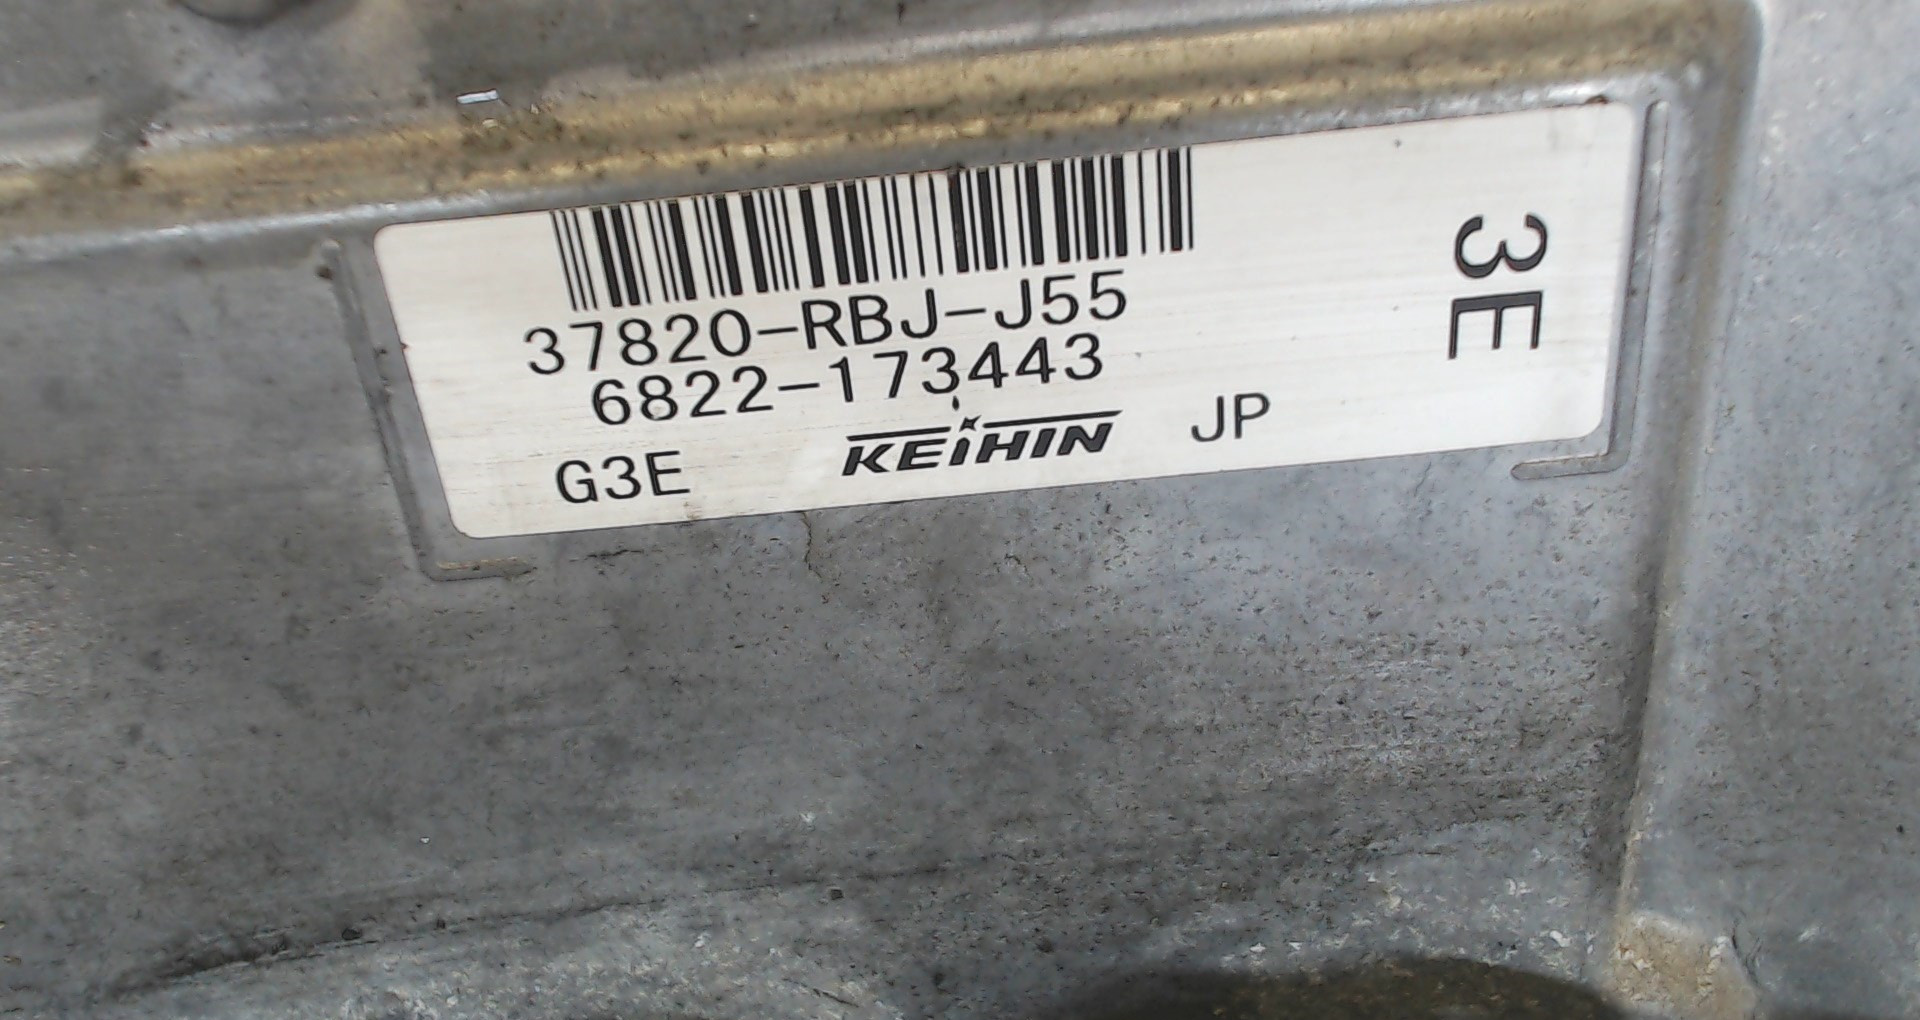 37820-RBJ-J55
6822-173443
G3E KEIHIN JP
3E